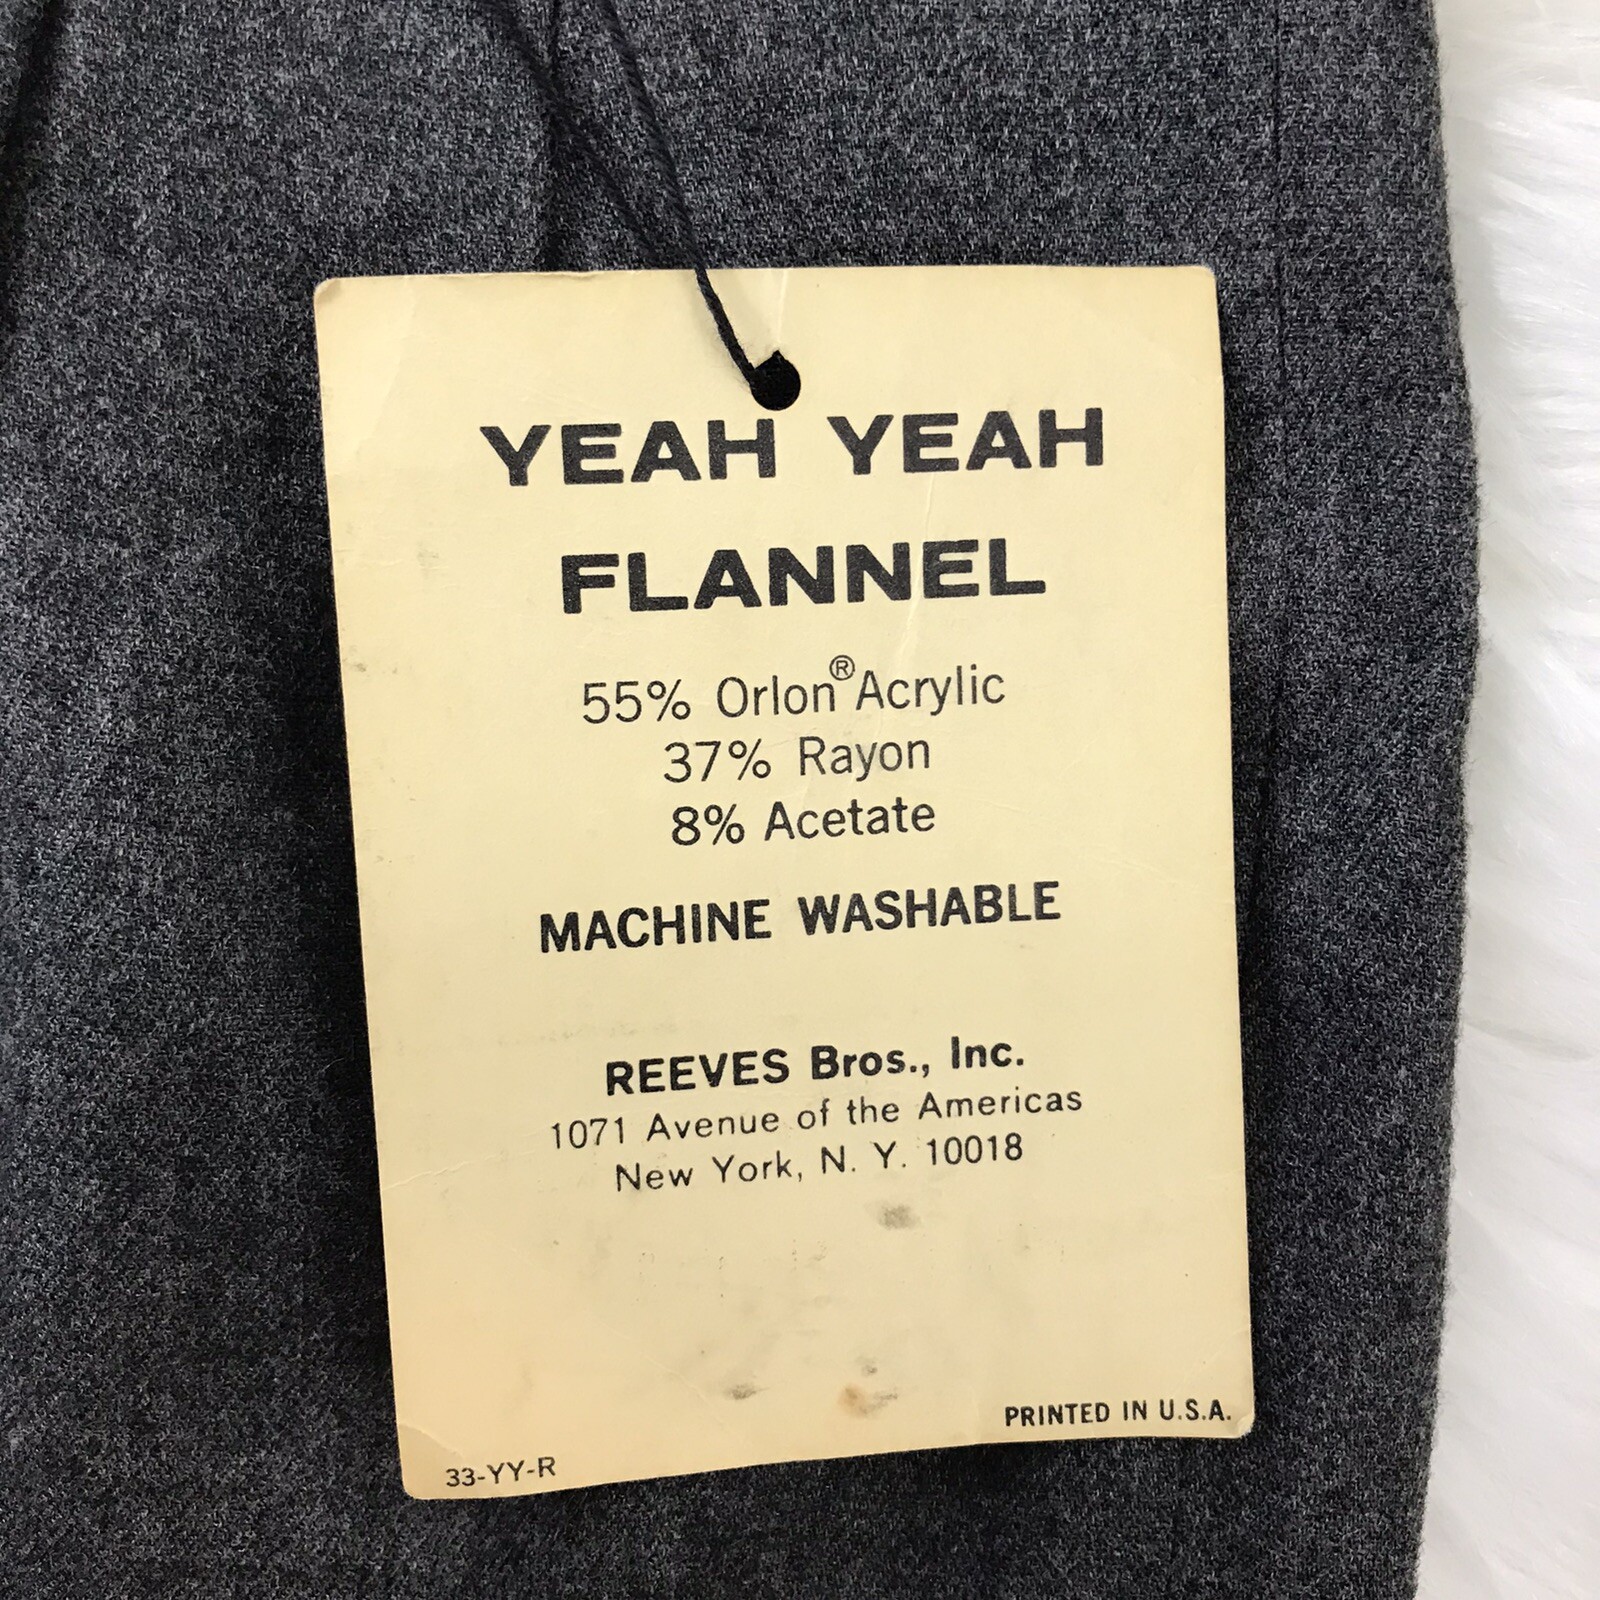 YEAH YEAH
FLANNEL
55% Orlon® Acrylic
37% Rayon
8% Acetate
MACHINE WASHABLE
REEVES Bros., Inc.
1071 Avenue of the Americas
New York, N. Y. 10018
PRINTED IN U.S.A.
33-YY-R